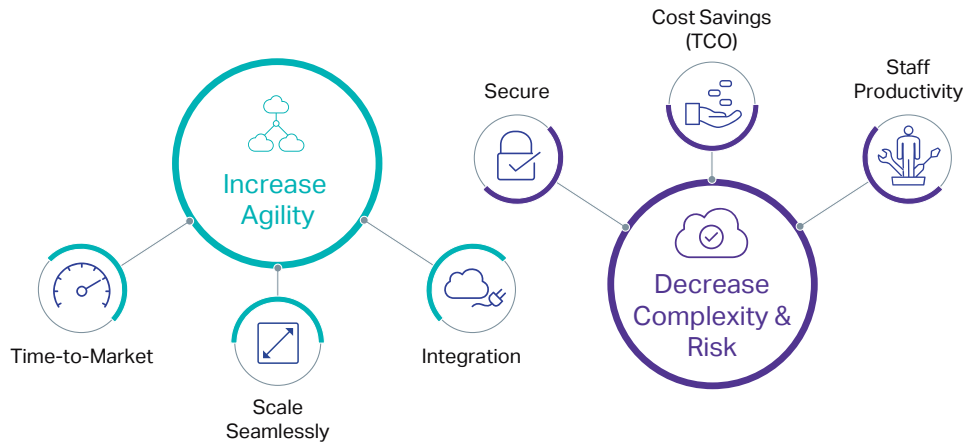 Increase
Agility
Time-to-Market
Scale
Seamlessly
Integration
Secure
Cost Savings
(TCO)
Staff
Productivity
Decrease
Complexity &
Risk